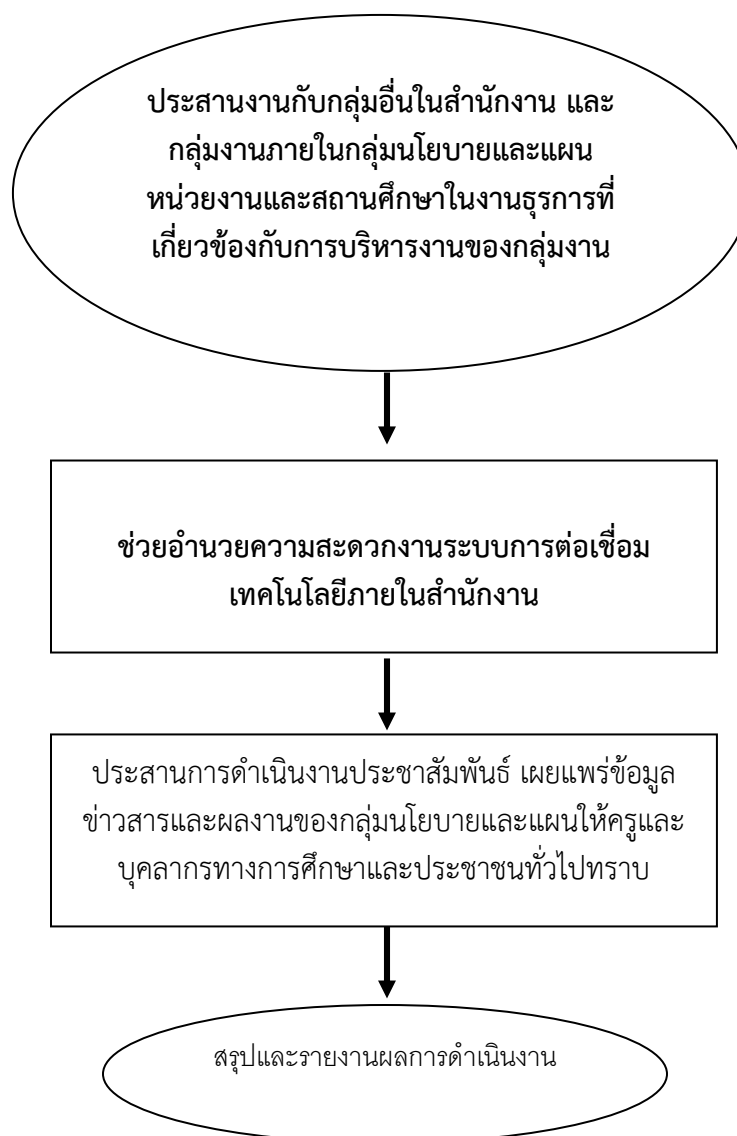 ประสานงานกับกลุ่มอื่นในสำนักงาน และ
กลุ่มงานภายในกลุ่มนโยบายและแผน
หน่วยงานและสถานศึกษาในงานธุรการที่
เกี่ยวข้องกับการบริหารงานของกลุ่มงาน
ช่วยอำนวยความสะดวกงานระบบการต่อเชื่อม
เทคโนโลยีภายในสำนักงาน
ประสานการดำเนินงานประชาสัมพันธ์ เผยแพร่ข้อมูล
ข่าวสารและผลงานของกลุ่มนโยบายและแผนให้ครูและ
บุคลากรทางการศึกษาและประชาชนทั่วไปทราบ
สรุปและรายงานผลการดำเนินงาน